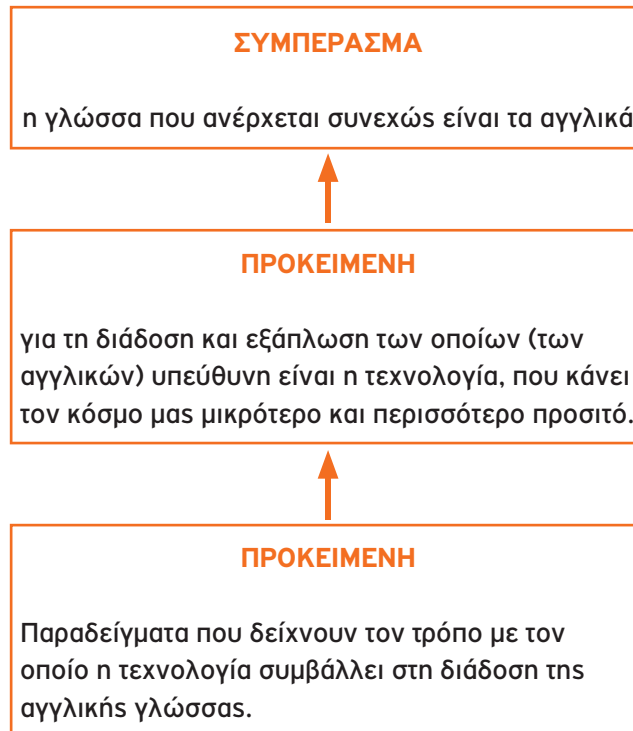 ΣΥΜΠΕΡΑΣΜΑ
η γλώσσα που ανέρχεται συνεχώς είναι τα αγγλικά
ΠΡΟΚΕΙΜΕΝΗ
για τη διάδοση και εξάπλωση των οποίων (των
αγγλικών) υπεύθυνη είναι η τεχνολογία, που κάνει
τον κόσμο μας μικρότερο και περισσότερο προσιτό.
ΠΡΟΚΕΙΜΕΝΗ
Παραδείγματα που δείχνουν τον τρόπο με τον
οποίο η τεχνολογία συμβάλλει στη διάδοση της
αγγλικής γλώσσας.